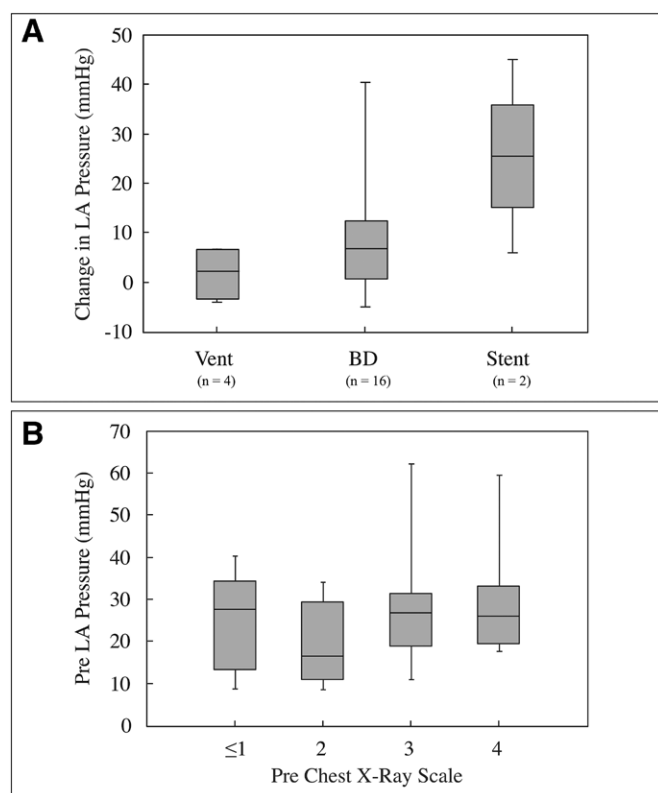 A
Change in LA Pressure (mmHg)
50
40
30
20
10
0
-10
Vent
BD
Stent
(n = 4)
(n = 16)
(n = 2)
B
Pre LA Pressure (mmHg)
70
60
50
40
30
20
10
0
≤1
2
3
4
Pre Chest X-Ray Scale